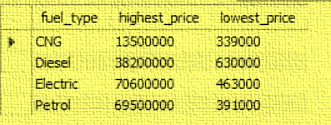 fuel_type highest_price lowest_price
CNG 13500000 339000
Diesel 38200000 630000
Electric 70600000 463000
Petrol 69500000 391000